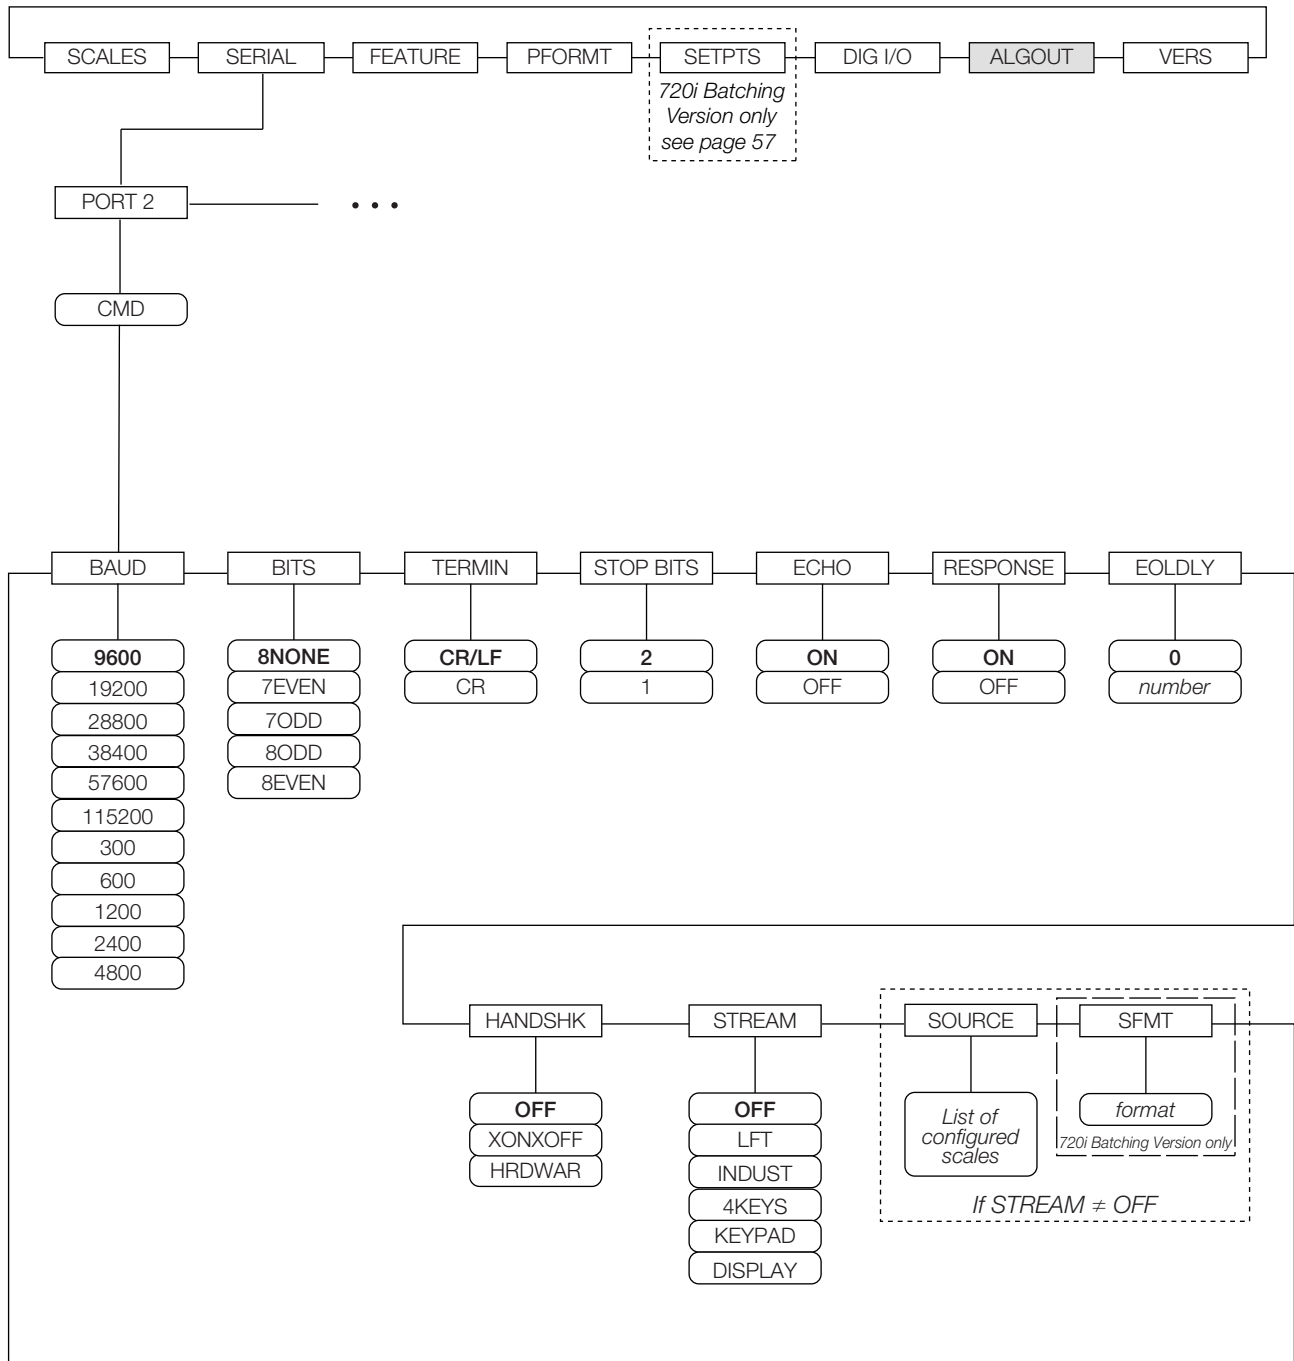 SCALES
SERIAL
FEATURE
PFORMT
SETPTS
DIG I/O
ALGOUT
VERS
720i Batching
Version only
see page 57
PORT 2
• • •
CMD
BAUD
BITS
TERMIN
STOP BITS
ECHO
RESPONSE
EOLDLY
9600
19200
28800
38400
57600
115200
300
600
1200
2400
4800
8NONE
7EVEN
7ODD
8ODD
8EVEN
CR/LF
CR
2
1
ON
OFF
ON
OFF
0
number
HANDSHK
STREAM
SOURCE
SFMT
OFF
XONXOFF
HRDWAR
OFF
LFT
INDUST
4KEYS
KEYPAD
DISPLAY
List of
configured
scales
format
720i Batching Version only
If STREAM ≠ OFF